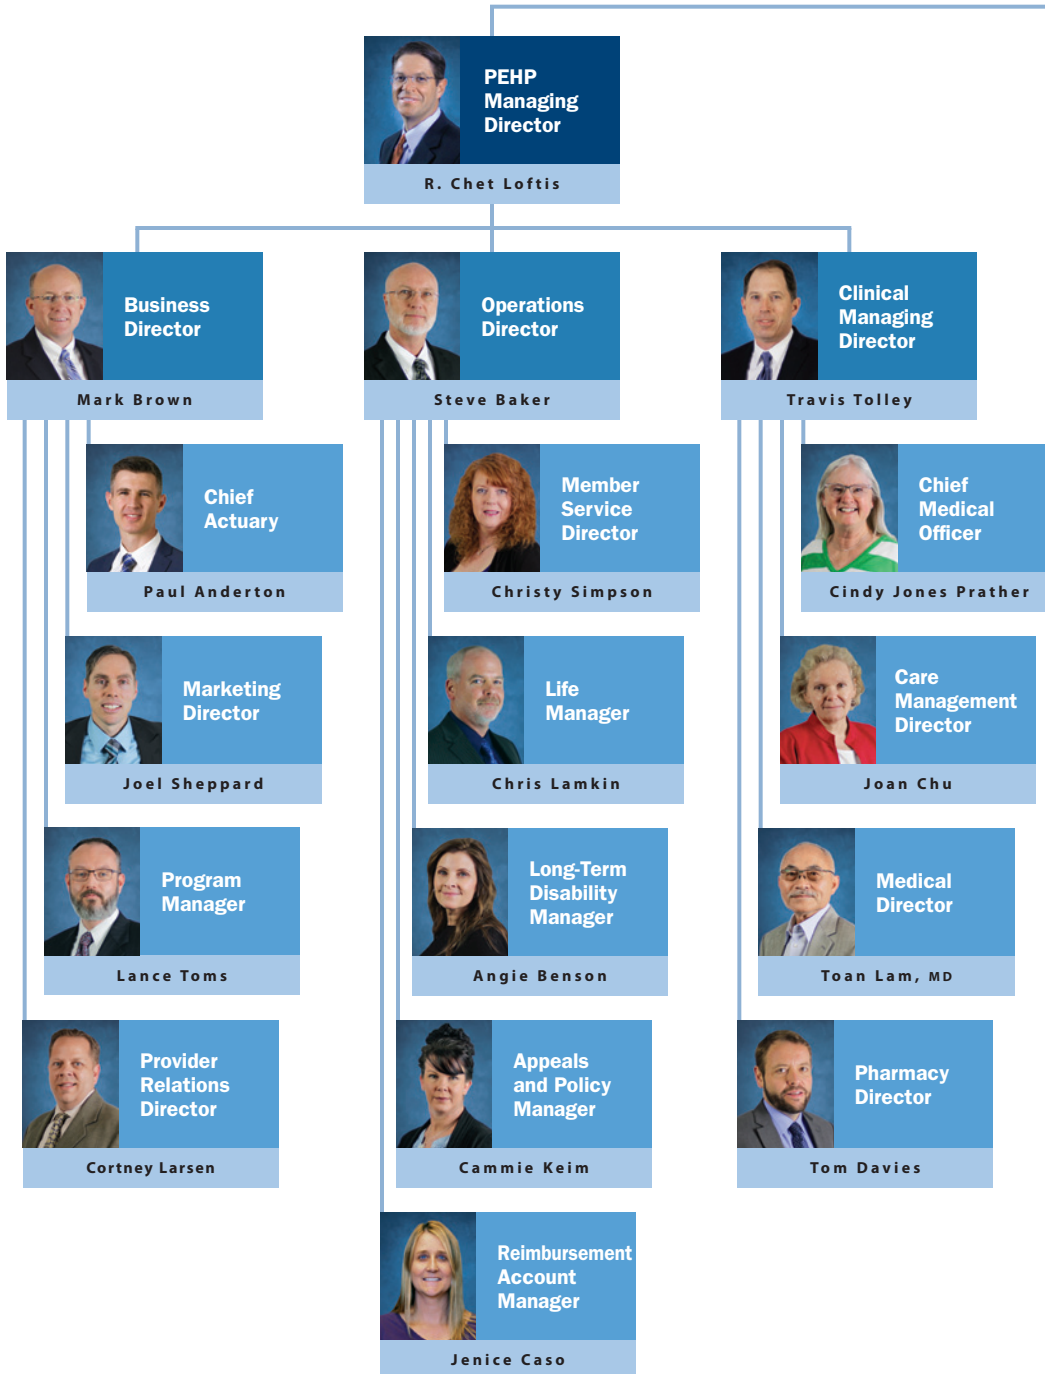 PEHP
Managing
Director
R. Chet Loftis
Business
Director
Mark Brown
Operations
Director
Steve Baker
Clinical
Managing
Director
Travis Tolley
Chief
Actuary
Paul Anderton
Member
Service
Director
Christy Simpson
Chief
Medical
Officer
Cindy Jones Prather
Marketing
Director
Joel Sheppard
Life
Manager
Chris Lamkin
Care
Management
Director
Joan Chu
Program
Manager
Lance Toms
Long-Term
Disability
Manager
Angie Benson
Medical
Director
Toan Lam, MD
Provider
Relations
Director
Cortney Larsen
Appeals
and Policy
Manager
Cammie Keim
Pharmacy
Director
Tom Davies
Reimbursement
Account
Manager
Jenice Caso